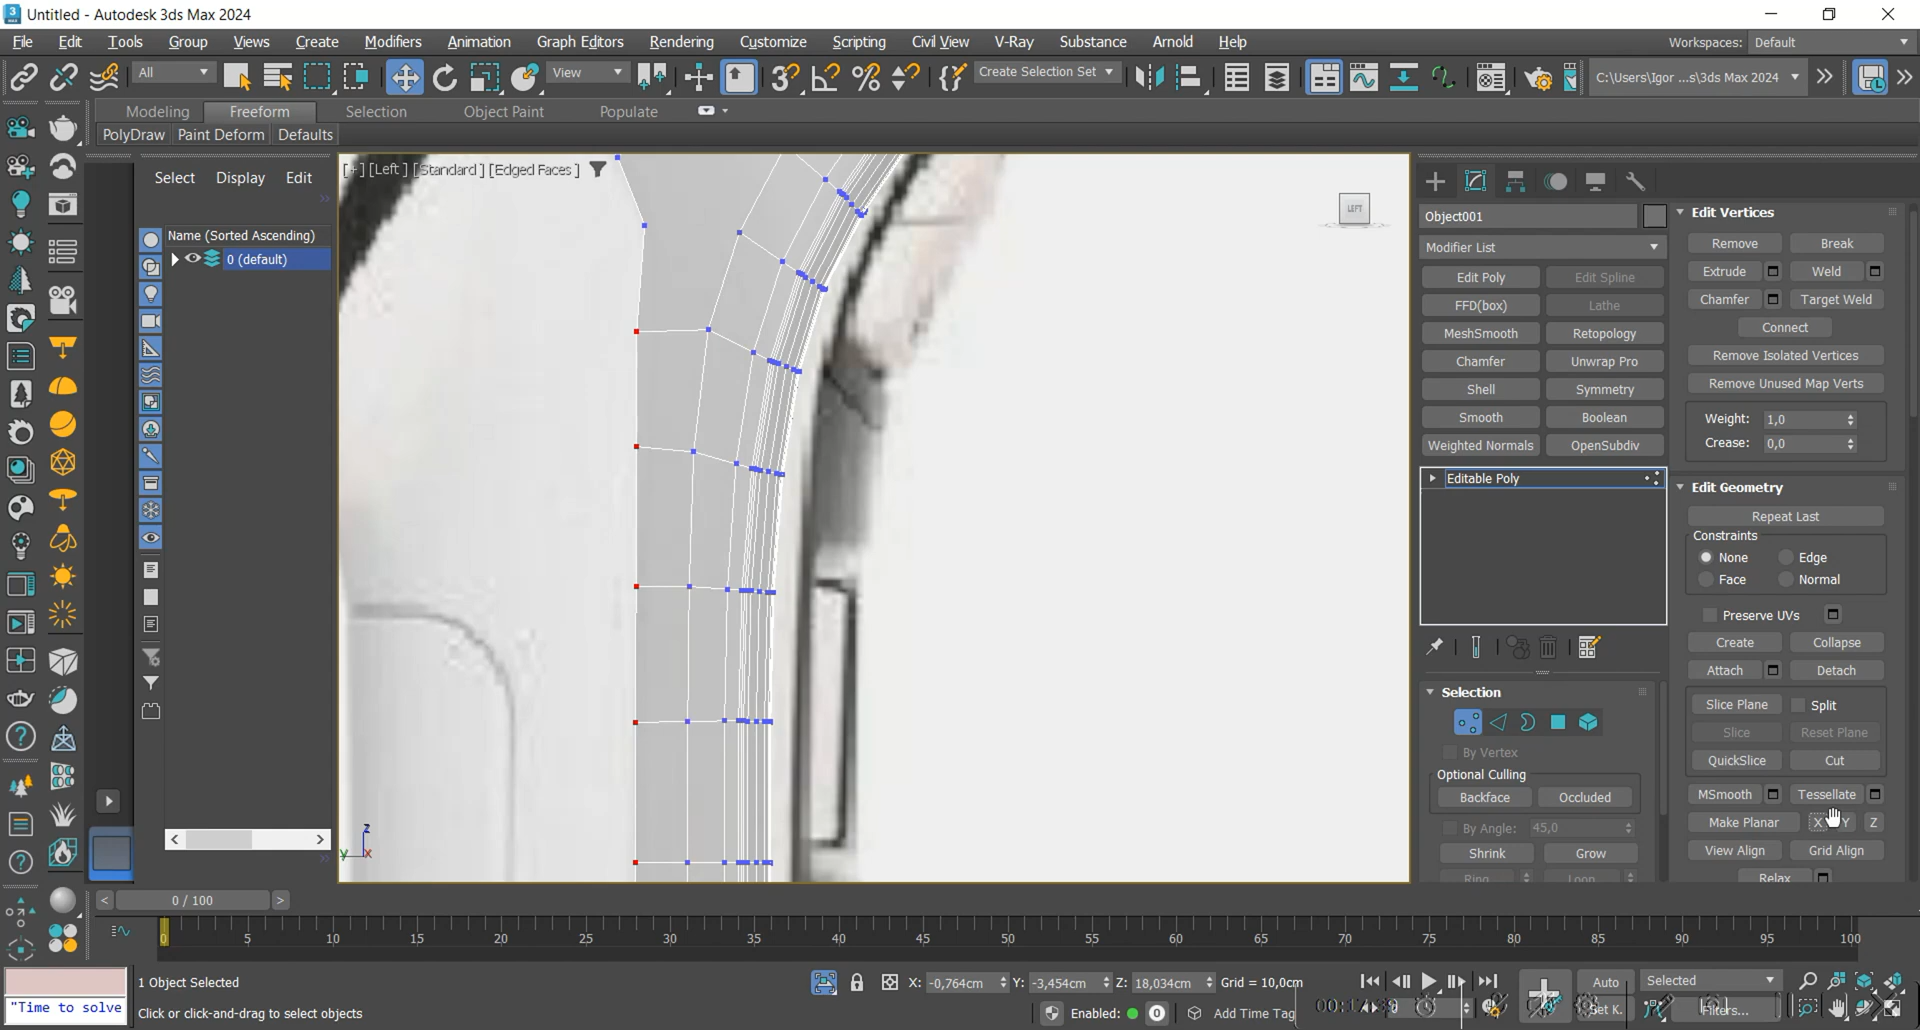 Untitled - Autodesk 3ds Max 2024
File Edit Tools Group Views Create Modifiers Animation Graph Editors Rendering Customize Scripting Civil View V-Ray Substance Arnold Help Workspaces: Default
All View Create Selection Set C:\Users\Igor ...s\3ds Max 2024
Modeling Freeform Selection Object Paint Populate
PolyDraw Paint Deform Defaults
Select Display Edit
[+] [Left ] [Standard ] [Edged Faces ]
LEFT
Name (Sorted Ascending)
0 (default)
Object001
Modifier List
Edit Poly Edit Spline
FFD(box) Lathe
MeshSmooth Retopology
Chamfer Unwrap Pro
Shell Symmetry
Smooth Boolean
Weighted Normals OpenSubdiv
Editable Poly
Selection
By Vertex
Optional Culling
Backface Occluded
By Angle: 45,0
Shrink Grow
Ring Loop
Edit Vertices
Remove Break
Extrude Weld
Chamfer Target Weld
Connect
Remove Isolated Vertices
Remove Unused Map Verts
Weight: 1,0
Crease: 0,0
Edit Geometry
Repeat Last
Constraints
None Edge
Face Normal
Preserve UVs
Create Collapse
Attach Detach
Slice Plane Split
Slice Reset Plane
QuickSlice Cut
MSmooth Tessellate
Make Planar X Y Z
View Align Grid Align
Relax
z
y x
0 / 100
0 5 10 15 20 25 30 35 40 45 50 55 60 65 70 75 80 85 90 95 100
"Time to solve
1 Object Selected
Click or click-and-drag to select objects
X: -0,764cm Y: -3,454cm Z: 18,034cm Grid = 10,0cm
Enabled: 0 Add Time Tag
Auto Selected
Set K. Filters...